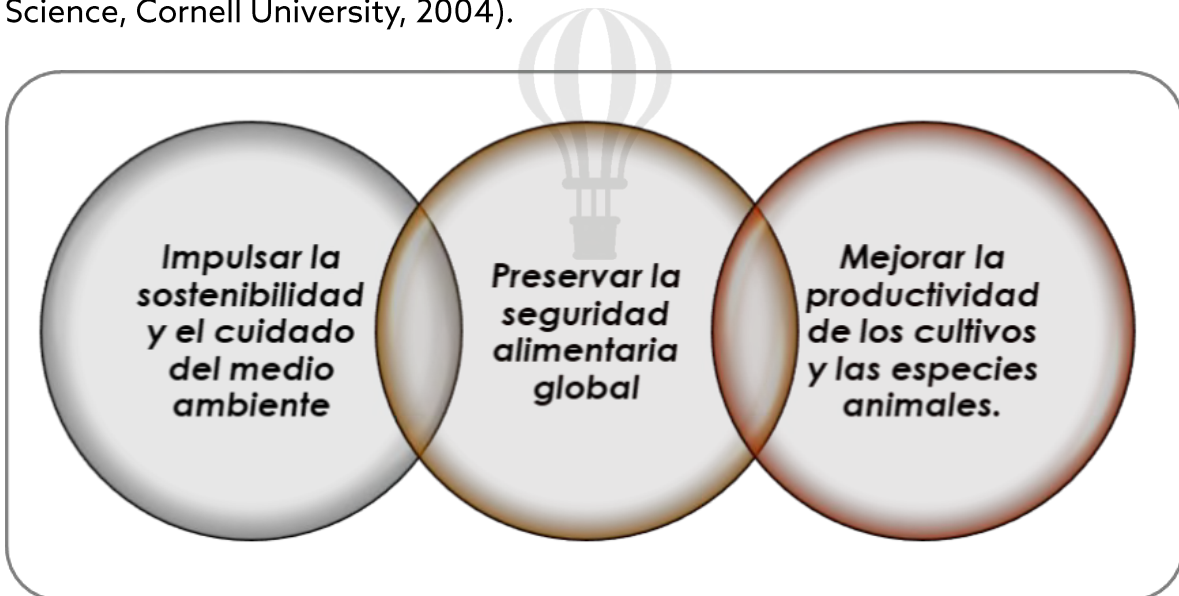 Science, Cornell University, 2004).
Impulsar la
sostenibilidad
y el cuidado
del medio
ambiente
Preservar la
seguridad
alimentaria
global
Mejorar la
productividad
de los cultivos
y las especies
animales.